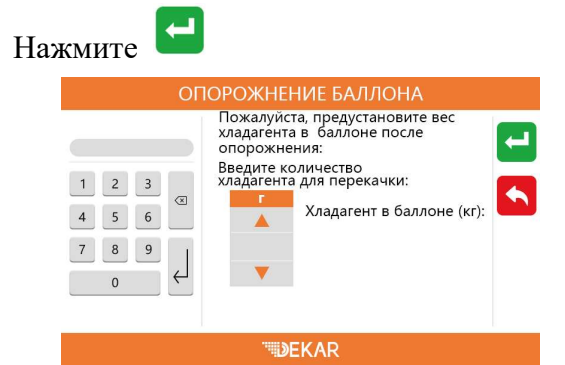 Нажмите
ОПОРОЖНЕНИЕ БАЛЛОНА
Пожалуйста, предустановите вес
хладагента в баллоне после
опорожнения:
Введите количество
хладагента для перекачки:
г
Хладагент в баллоне (кг):
1 2 3
4 5 6
7 8 9
0
DEKAR